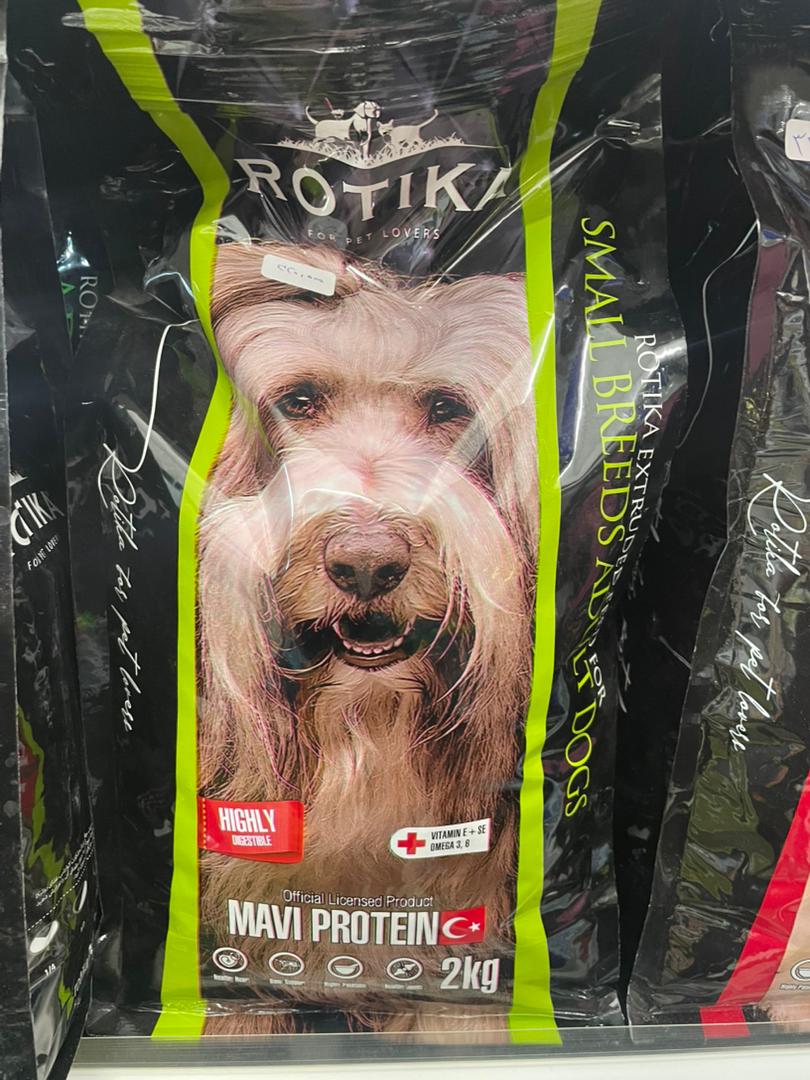 ROTIKA
FOR PET LOVERS
SMALL BREEDS ADULT DOGS
ROTIKA EXTRUDED
FOR
Rotika for pet lovers
HIGHLY
DIGESTIBLE
VITAMIN E + SE
OMEGA 3, 6
Official Licensed Product
MAVI PROTEIN
2kg